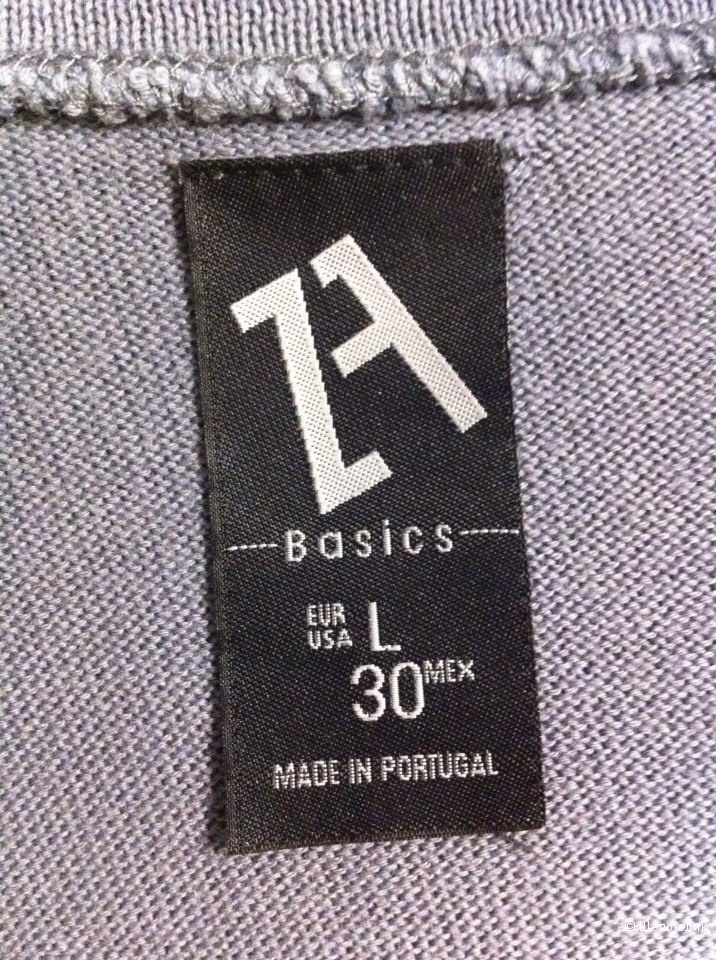 ZA
Basics
EUR
USA L
30 MEX
MADE IN PORTUGAL